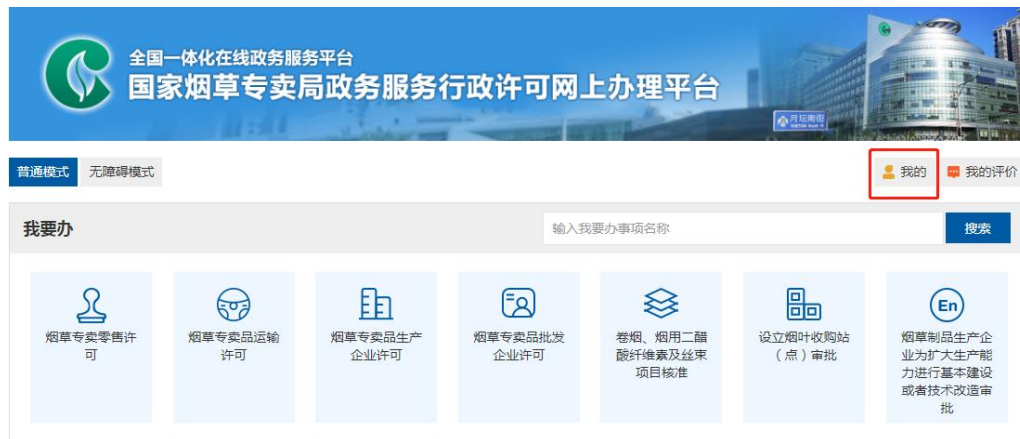 全国一体化在线政务服务平台
国家烟草专卖局政务服务行政许可网上办理平台
月坛南街
普通模式
无障碍模式
我的
我的评价
我要办
输入我要办事项名称
搜索
烟草专卖零售许
可
烟草专卖品运输
许可
烟草专卖品生产
企业许可
烟草专卖品批发
企业许可
卷烟、烟用二醋
酸纤维素及丝束
项目核准
设立烟叶收购站
（点）审批
En
烟草制品生产企
业为扩大生产能
力进行基本建设
或者技术改造审
批